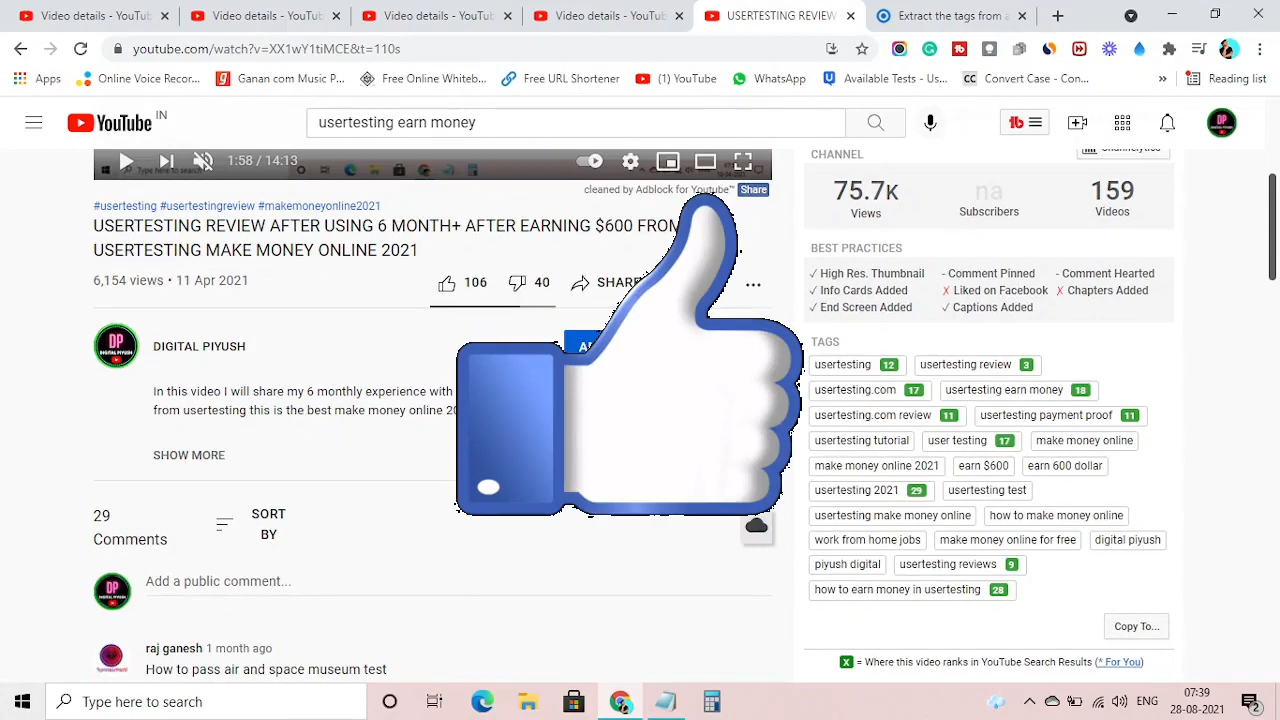 Video details - YouTube
Video details - YouTube
Video details - YouTube
Video details - YouTube
USERTESTING REVIEW
Extract the tags from a
youtube.com/watch?v=XX1wY1tiMCE&t=110s
Apps
Online Voice Recor...
Ganan com Music P...
Free Online Writeb...
Free URL Shortener
(1) YouTube
WhatsApp
Available Tests - Us...
CC Convert Case - Con...
»
Reading list
YouTube IN
usertesting earn money
DP
1:58 / 14:13
cleaned by Adblock for Youtube™ Share
#usertesting #usertestingreview #makemoneyonline2021
USERTESTING REVIEW AFTER USING 6 MONTH+ AFTER EARNING $600 FROM
USERTESTING MAKE MONEY ONLINE 2021
6,154 views • 11 Apr 2021
106
40
SHARE
DP
DIGITAL PIYUSH
DIGITAL PIYUSH
In this video I will share my 6 monthly experience with
from usertesting this is the best make money online 20
SHOW MORE
29
Comments
SORT
BY
DP
DIGITAL PIYUSH
Add a public comment...
raj ganesh 1 month ago
How to pass air and space museum test
CHANNEL
75.7K
Views
na
Subscribers
159
Videos
BEST PRACTICES
✓ High Res. Thumbnail - Comment Pinned - Comment Hearted
✓ Info Cards Added X Liked on Facebook X Chapters Added
✓ End Screen Added ✓ Captions Added
TAGS
usertesting 12 usertesting review 3
usertesting.com 17 usertesting earn money 18
usertesting.com review 11 usertesting payment proof 11
usertesting tutorial user testing 17 make money online
make money online 2021 earn $600 earn 600 dollar
usertesting 2021 29 usertesting test
usertesting make money online how to make money online
work from home jobs make money online for free digital piyush
piyush digital usertesting reviews 9
how to earn money in usertesting 28
Copy To...
X = Where this video ranks in YouTube Search Results (* For You)
Type here to search
ENG
07:39
28-08-2021
2